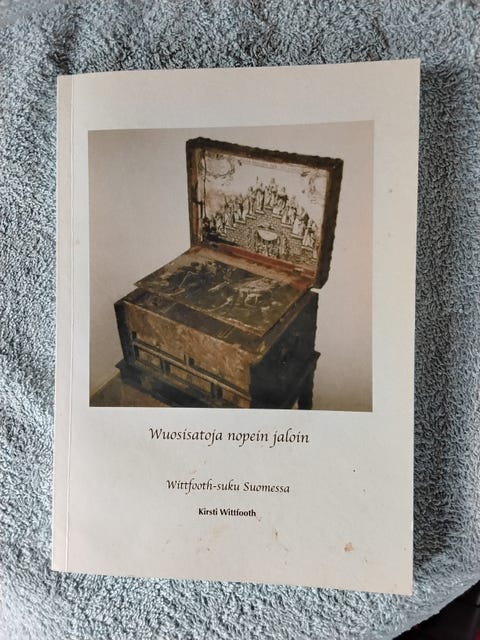 Wuosisatoja nopein jaloin
Wittfooth-suku Suomessa
Kirsti Wittfooth